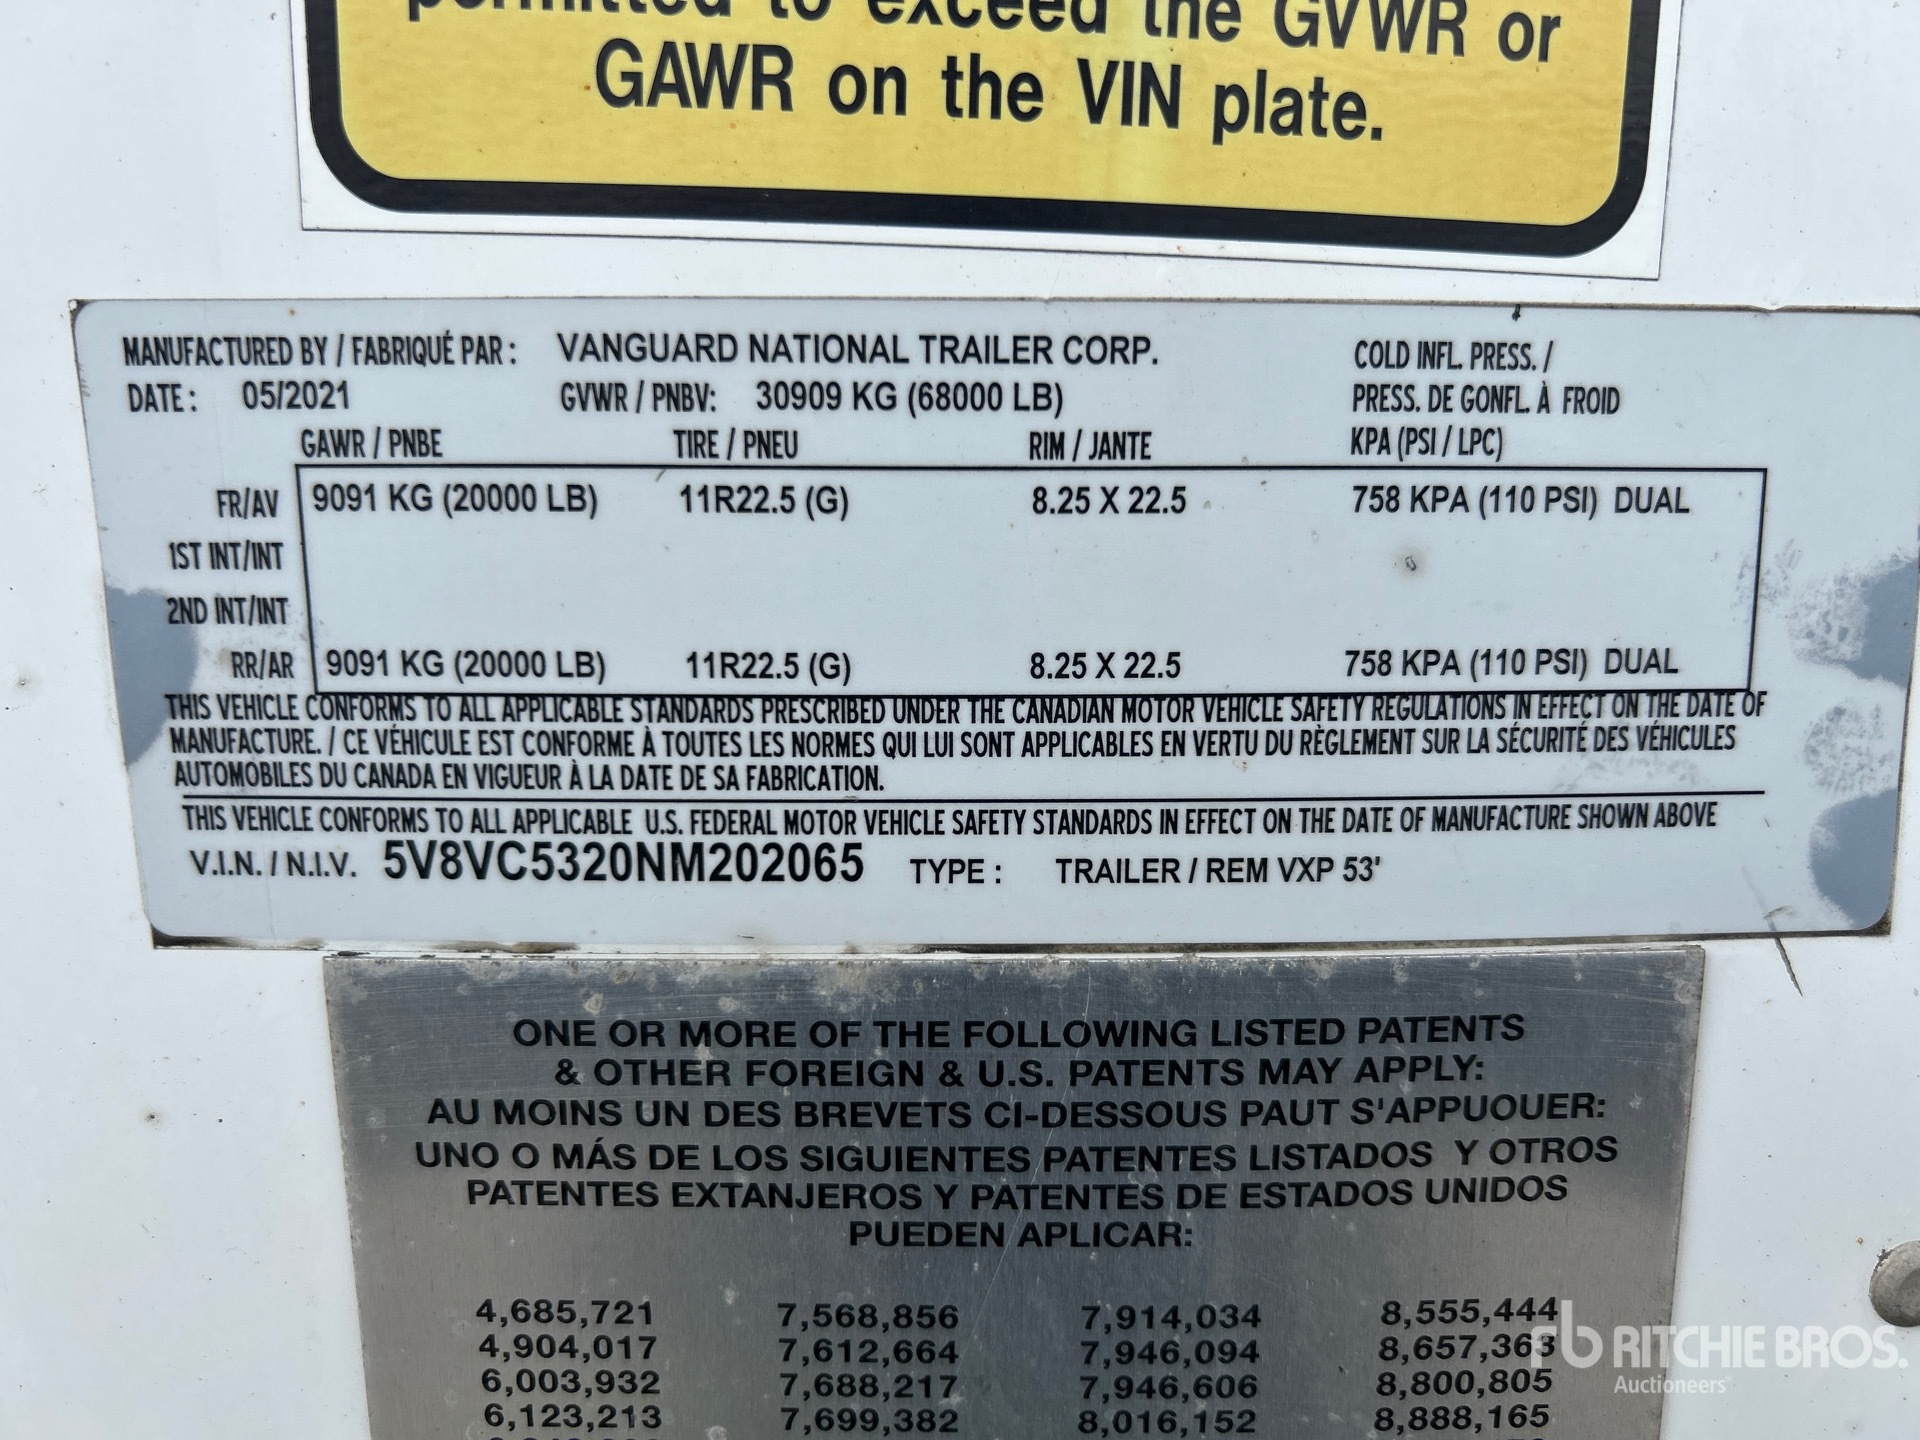 permitted to exceed the GVWR or
GAWR on the VIN plate.
MANUFACTURED BY / FABRIQUÉ PAR : VANGUARD NATIONAL TRAILER CORP. COLD INFL. PRESS. /
DATE : 05/2021 GVWR / PNBV: 30909 KG (68000 LB) PRESS. DE GONFL. À FROID
GAWR / PNBE TIRE / PNEU RIM / JANTE KPA (PSI / LPC)
FR/AV 9091 KG (20000 LB) 11R22.5 (G) 8.25 X 22.5 758 KPA (110 PSI) DUAL
1ST INT/INT
2ND INT/INT
RR/AR 9091 KG (20000 LB) 11R22.5 (G) 8.25 X 22.5 758 KPA (110 PSI) DUAL
THIS VEHICLE CONFORMS TO ALL APPLICABLE STANDARDS PRESCRIBED UNDER THE CANADIAN MOTOR VEHICLE SAFETY REGULATIONS IN EFFECT ON THE DATE OF
MANUFACTURE. / CE VÉHICULE EST CONFORME À TOUTES LES NORMES QUI LUI SONT APPLICABLES EN VERTU DU RÈGLEMENT SUR LA SÉCURITÉ DES VÉHICULES
AUTOMOBILES DU CANADA EN VIGUEUR À LA DATE DE SA FABRICATION.
THIS VEHICLE CONFORMS TO ALL APPLICABLE U.S. FEDERAL MOTOR VEHICLE SAFETY STANDARDS IN EFFECT ON THE DATE OF MANUFACTURE SHOWN ABOVE
V.I.N. / N.I.V. 5V8VC5320NM202065 TYPE : TRAILER / REM VXP 53'
ONE OR MORE OF THE FOLLOWING LISTED PATENTS
& OTHER FOREIGN & U.S. PATENTS MAY APPLY:
AU MOINS UN DES BREVETS CI-DESSOUS PAUT S'APPUOUER:
UNO O MÁS DE LOS SIGUIENTES PATENTES LISTADOS Y OTROS
PATENTES EXTANJEROS Y PATENTES DE ESTADOS UNIDOS
PUEDEN APLICAR:
4,685,721 7,568,856 7,914,034 8,555,444
4,904,017 7,612,664 7,946,094 8,657,363
6,003,932 7,688,217 7,946,606 8,800,805
6,123,213 7,699,382 8,016,152 8,888,165
rb RITCHIE BROS.
Auctioneers